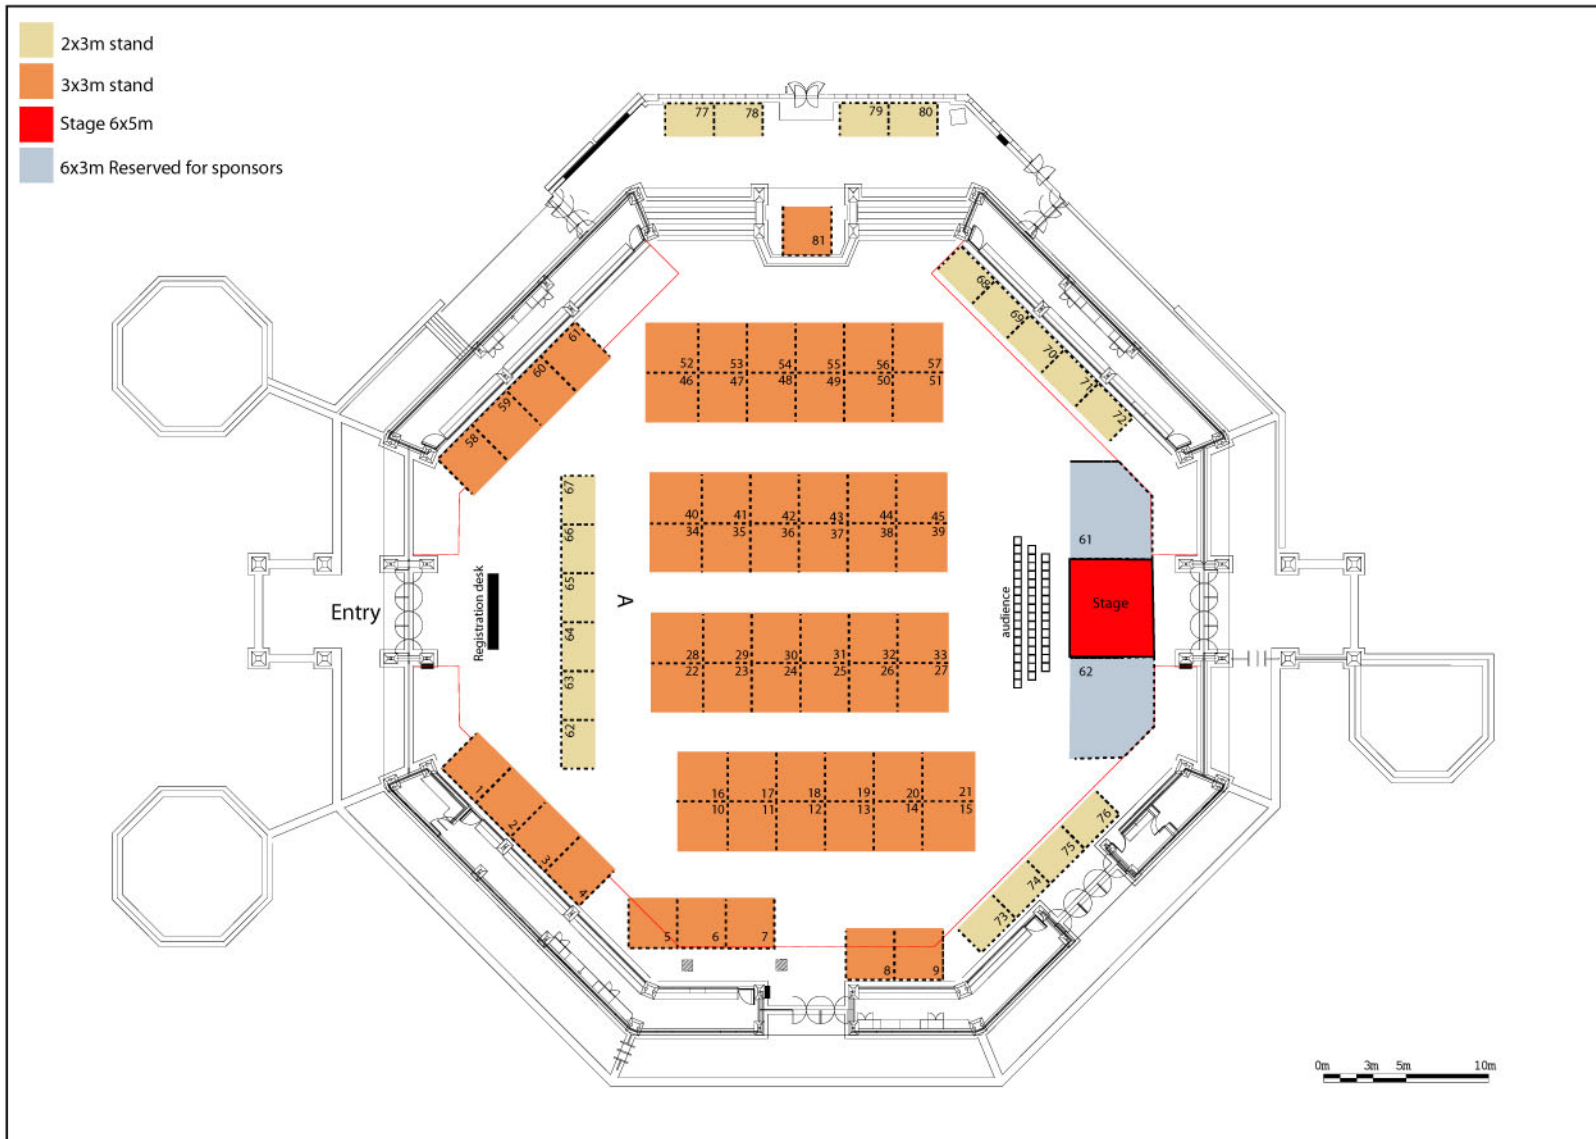 2x3m stand
3x3m stand
Stage 6x5m
6x3m Reserved for sponsors
77 78 79 80
81
68
69
70
71
72
61
60
59
58
52 53 54 55 56 57
46 47 48 49 50 51
67
66
65
64
63
62
40 41 42 43 44 45
34 35 36 37 38 39
61
Stage
62
audience
A
Entry
Registration desk
28 29 30 31 32 33
22 23 24 25 26 27
16 17 18 19 20 21
10 11 12 13 14 15
1
2
3
4
5 6 7
8 9
73
74
75
76
0m 3m 5m 10m